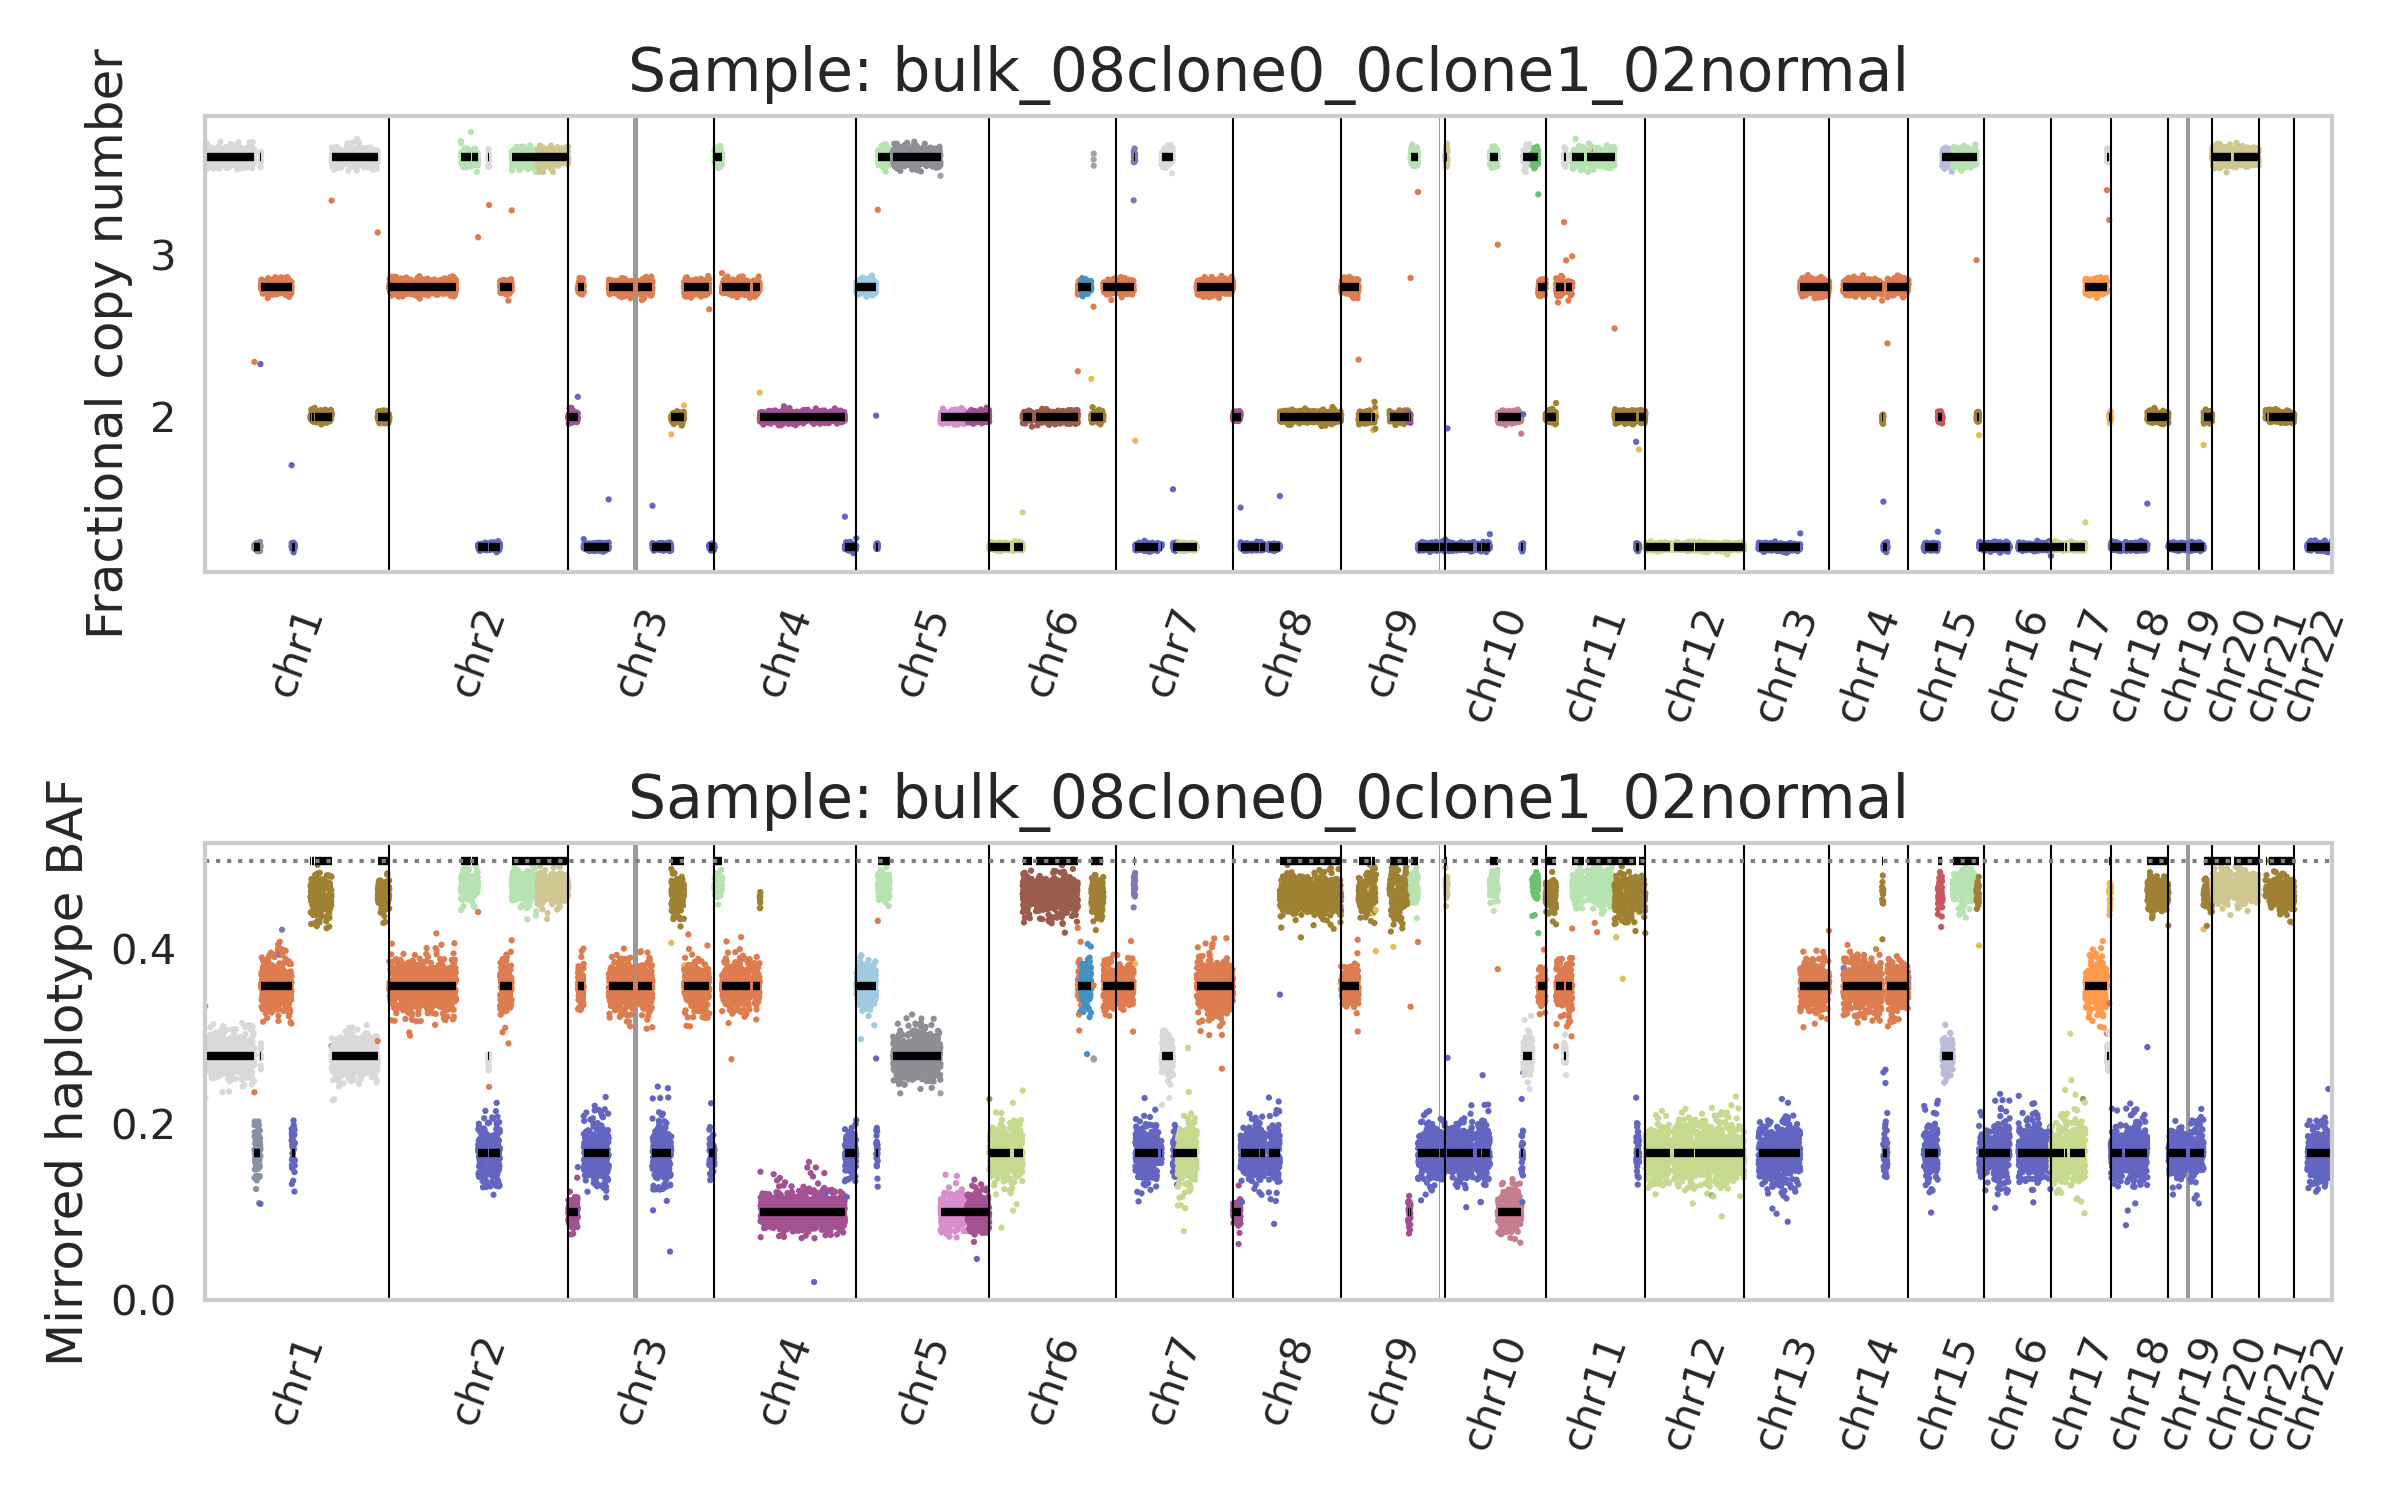 Sample: bulk_08clone0_0clone1_02normal
Fractional copy number
3
2
chr1 chr2 chr3 chr4 chr5 chr6 chr7 chr8 chr9 chr10 chr11 chr12 chr13 chr14 chr15 chr16 chr17 chr18 chr19 chr20 chr21 chr22
Sample: bulk_08clone0_0clone1_02normal
Mirrored haplotype BAF
0.4
0.2
0.0
chr1 chr2 chr3 chr4 chr5 chr6 chr7 chr8 chr9 chr10 chr11 chr12 chr13 chr14 chr15 chr16 chr17 chr18 chr19 chr20 chr21 chr22